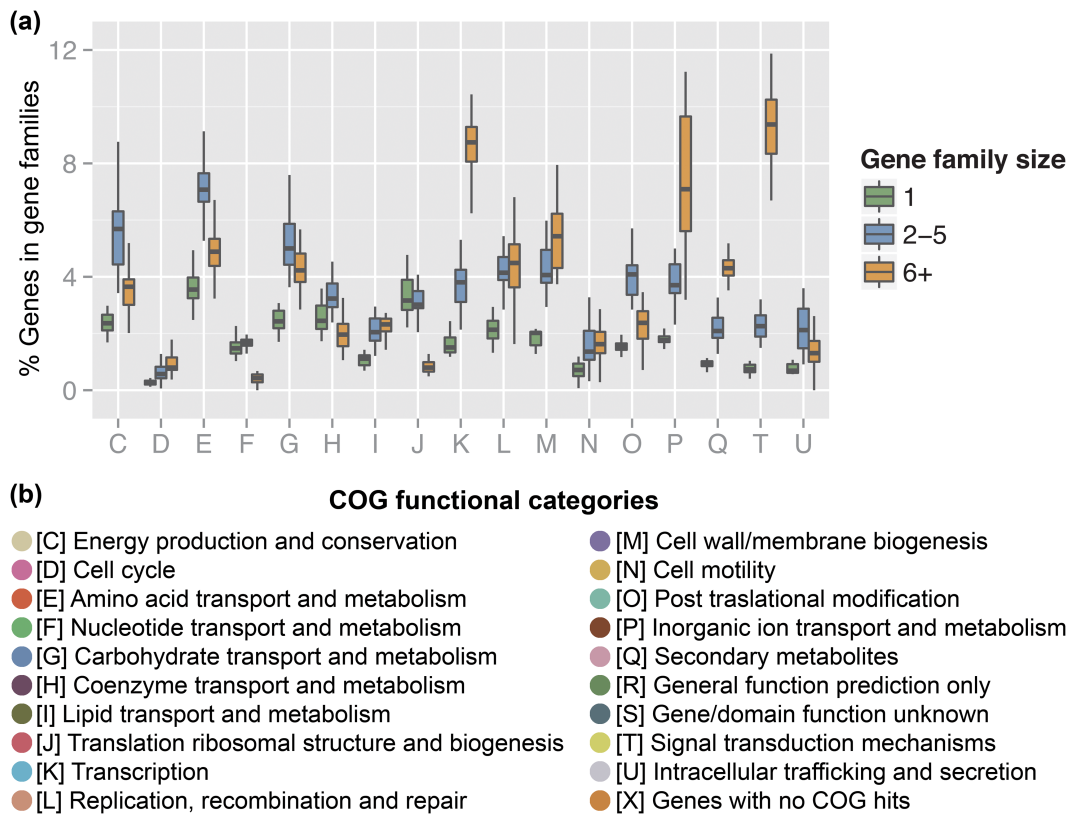 (a)
% Genes in gene families
12
8
4
0
C D E F G H I J K L M N O P Q T U
Gene family size
1
2–5
6+
(b)
COG functional categories
[C] Energy production and conservation
[D] Cell cycle
[E] Amino acid transport and metabolism
[F] Nucleotide transport and metabolism
[G] Carbohydrate transport and metabolism
[H] Coenzyme transport and metabolism
[I] Lipid transport and metabolism
[J] Translation ribosomal structure and biogenesis
[K] Transcription
[L] Replication, recombination and repair
[M] Cell wall/membrane biogenesis
[N] Cell motility
[O] Post traslational modification
[P] Inorganic ion transport and metabolism
[Q] Secondary metabolites
[R] General function prediction only
[S] Gene/domain function unknown
[T] Signal transduction mechanisms
[U] Intracellular trafficking and secretion
[X] Genes with no COG hits